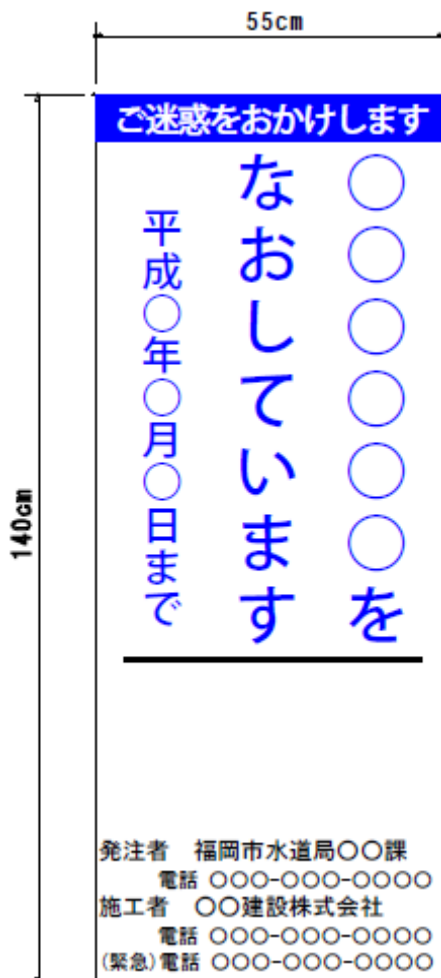 55cm
140cm
ご迷惑をおかけします
○○○○○○を
なおしています
平成○年○月○日まで
発注者 福岡市水道局○○課
電話 ○○○-○○○-○○○○
施工者 ○○建設株式会社
電話 ○○○-○○○-○○○○
(緊急)電話 ○○○-○○○-○○○○